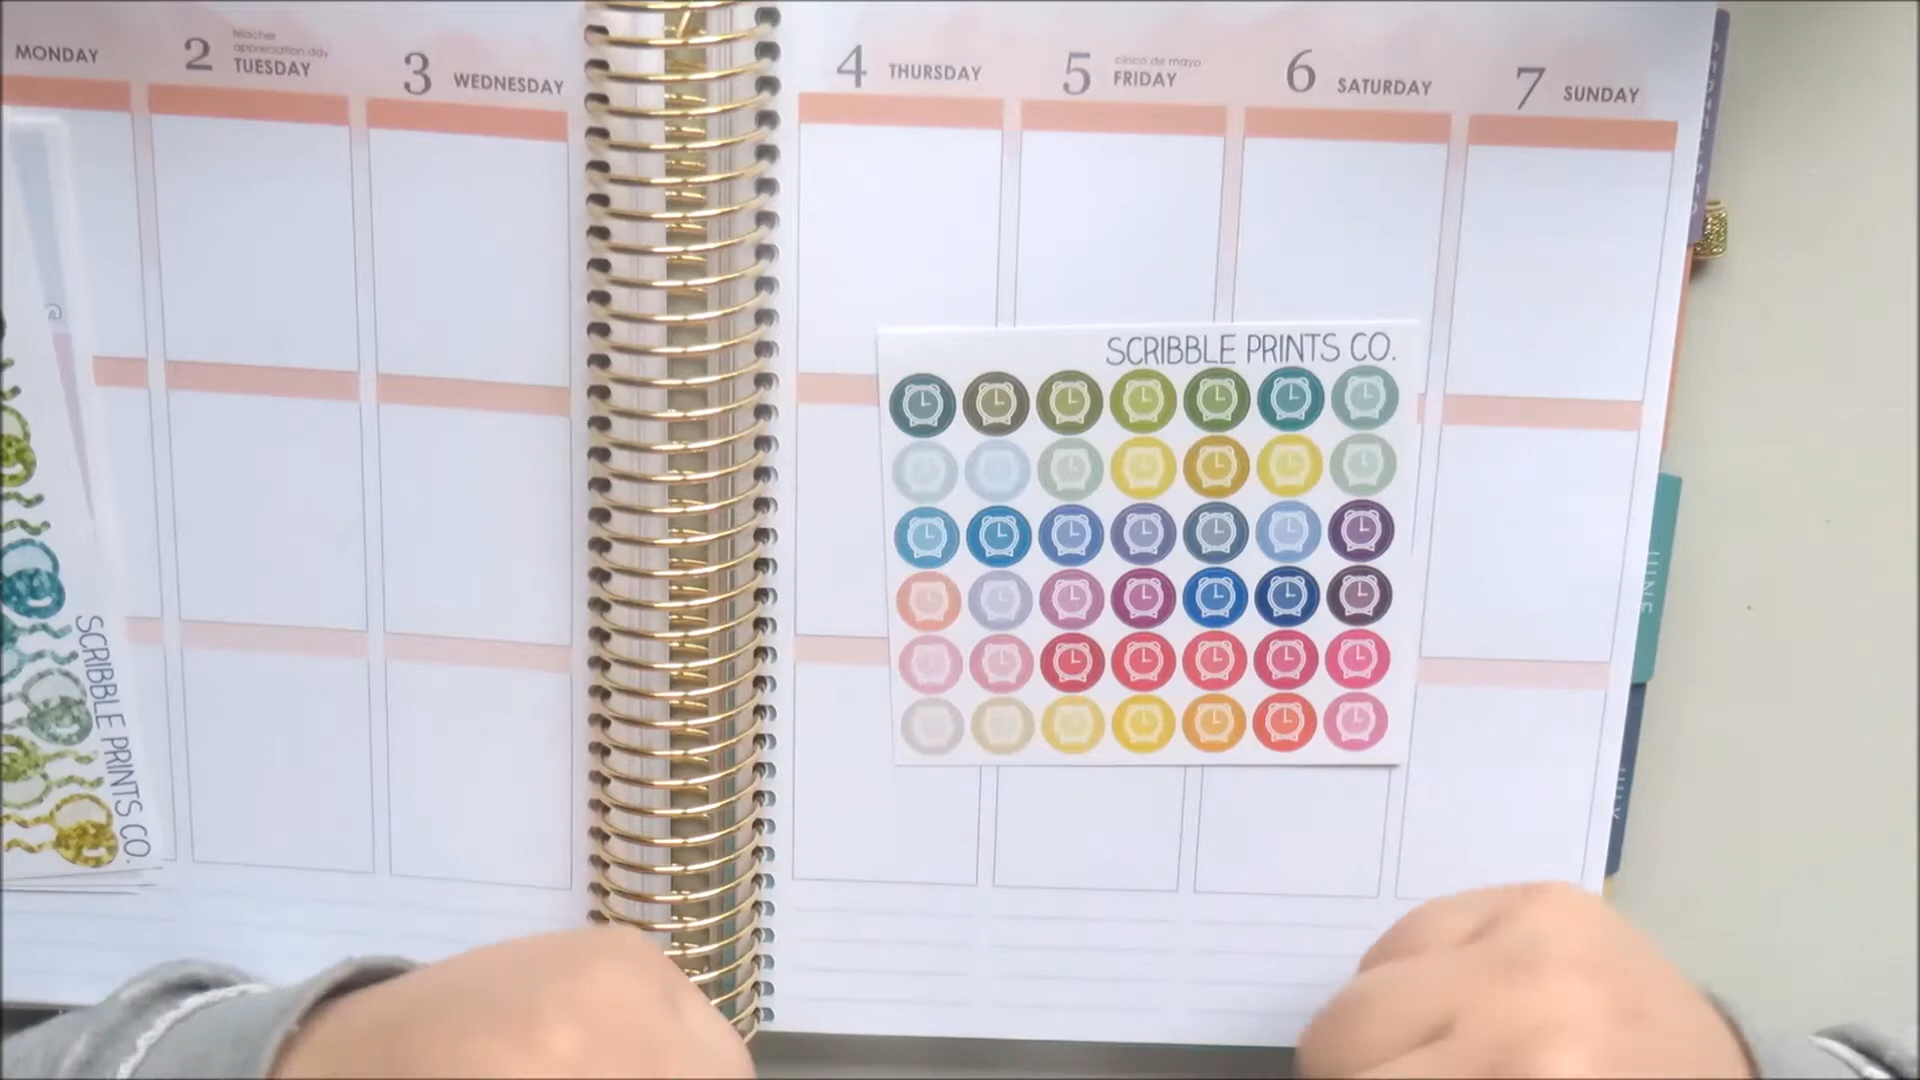 MONDAY
2
teacher
appreciation day
TUESDAY
3 WEDNESDAY
4 THURSDAY
5
cinco de mayo
FRIDAY
6 SATURDAY
7 SUNDAY
SCRIBBLE PRINTS CO.
SCRIBBLE PRINTS CO.
JUNE
JULY